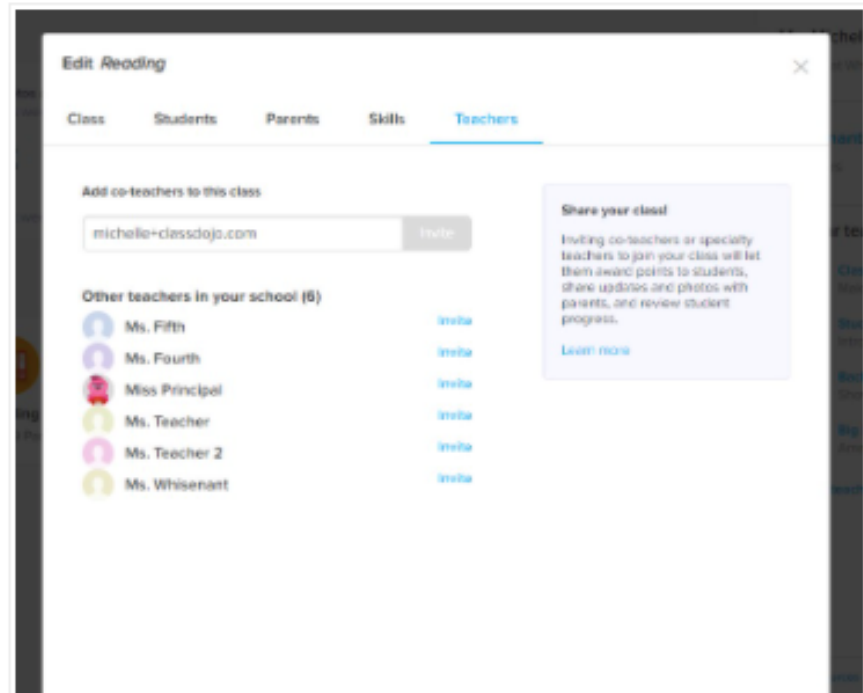 Edit Reading
Class Students Parents Skills Teachers
Add co-teachers to this class
michelle+classdojo.com Invite
Other teachers in your school (6)
Ms. Fifth Invite
Ms. Fourth Invite
Miss Principal Invite
Ms. Teacher Invite
Ms. Teacher 2 Invite
Ms. Whisenant Invite
Share your class!
Inviting co-teachers or specialty
teachers to join your class will let
them award points to students,
share updates and photos with
parents, and review student
progress.
Learn more